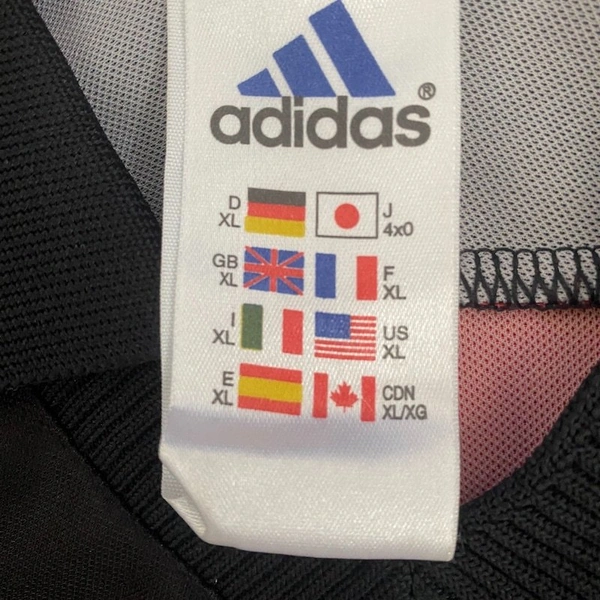 adidas®
D XL J 4x0
GB XL F XL
I XL US XL
E XL CDN XL/XG